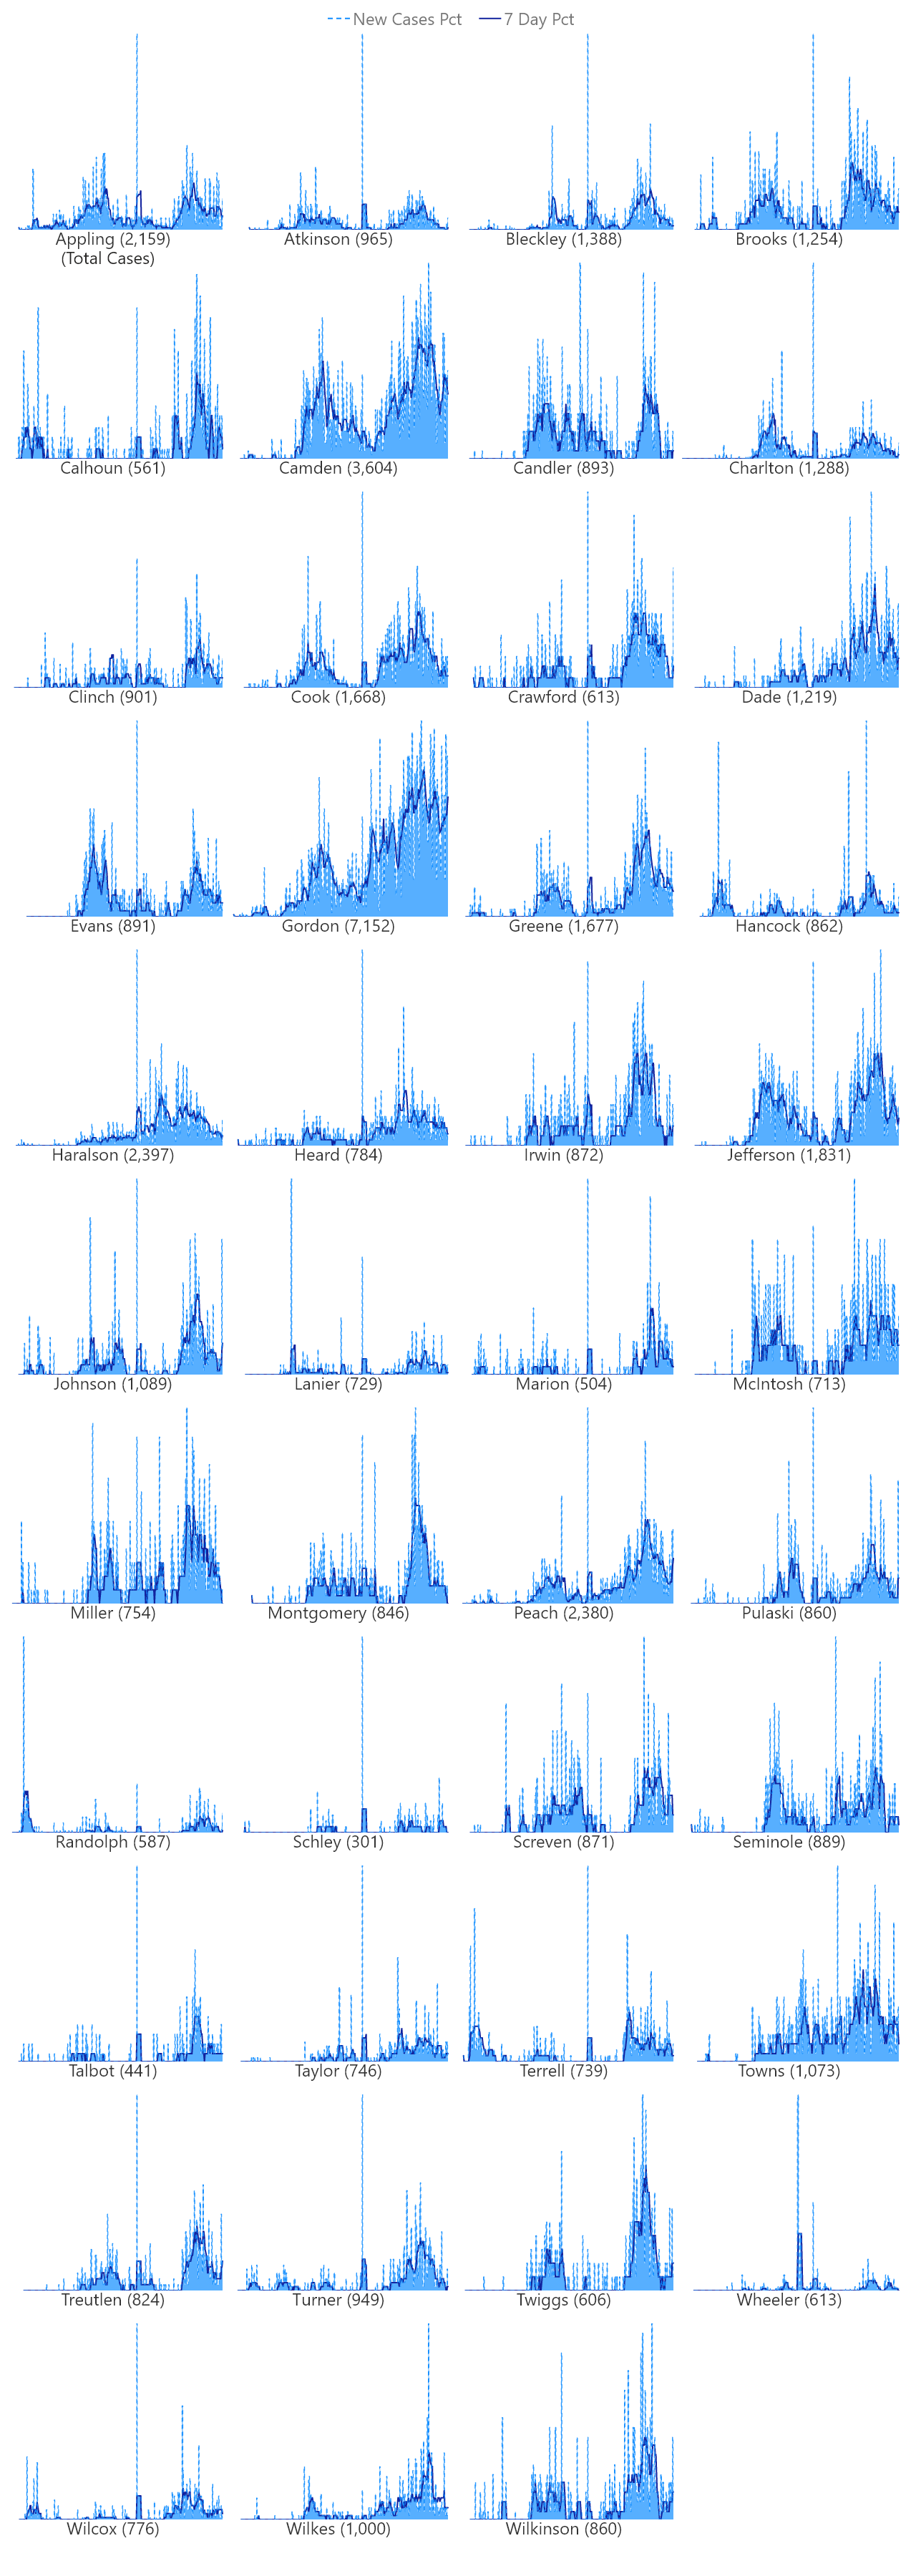 New Cases Pct 7 Day Pct
Appling (2,159) Atkinson (965) Bleckley (1,388) Brooks (1,254)
(Total Cases)
Calhoun (561) Camden (3,604) Candler (893) Charlton (1,288)
Clinch (901) Cook (1,668) Crawford (613) Dade (1,219)
Evans (891) Gordon (7,152) Greene (1,677) Hancock (862)
Haralson (2,397) Heard (784) Irwin (872) Jefferson (1,831)
Johnson (1,089) Lanier (729) Marion (504) McIntosh (713)
Miller (754) Montgomery (846) Peach (2,380) Pulaski (860)
Randolph (587) Schley (301) Screven (871) Seminole (889)
Talbot (441) Taylor (746) Terrell (739) Towns (1,073)
Treutlen (824) Turner (949) Twiggs (606) Wheeler (613)
Wilcox (776) Wilkes (1,000) Wilkinson (860)